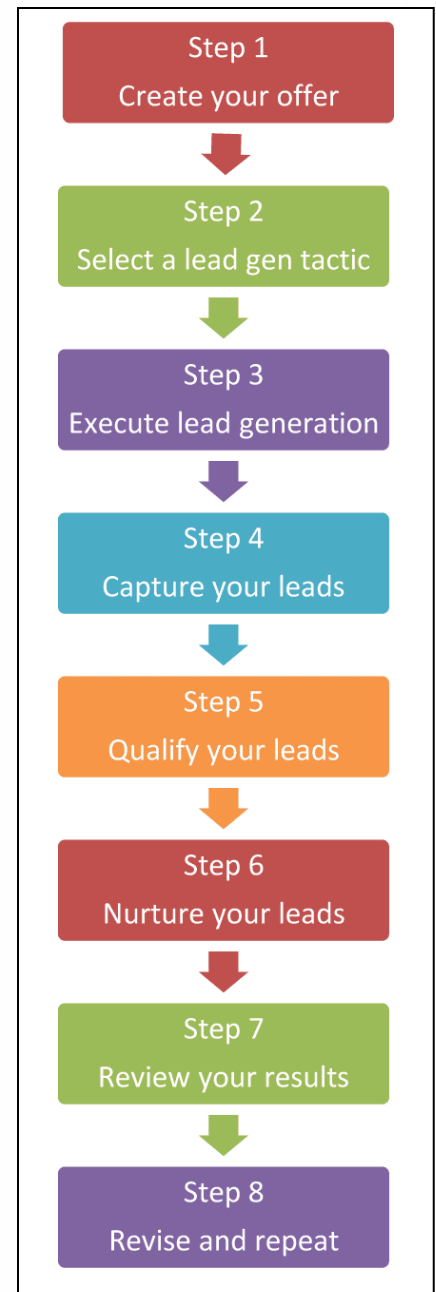 Step 1
Create your offer
Step 2
Select a lead gen tactic
Step 3
Execute lead generation
Step 4
Capture your leads
Step 5
Qualify your leads
Step 6
Nurture your leads
Step 7
Review your results
Step 8
Revise and repeat